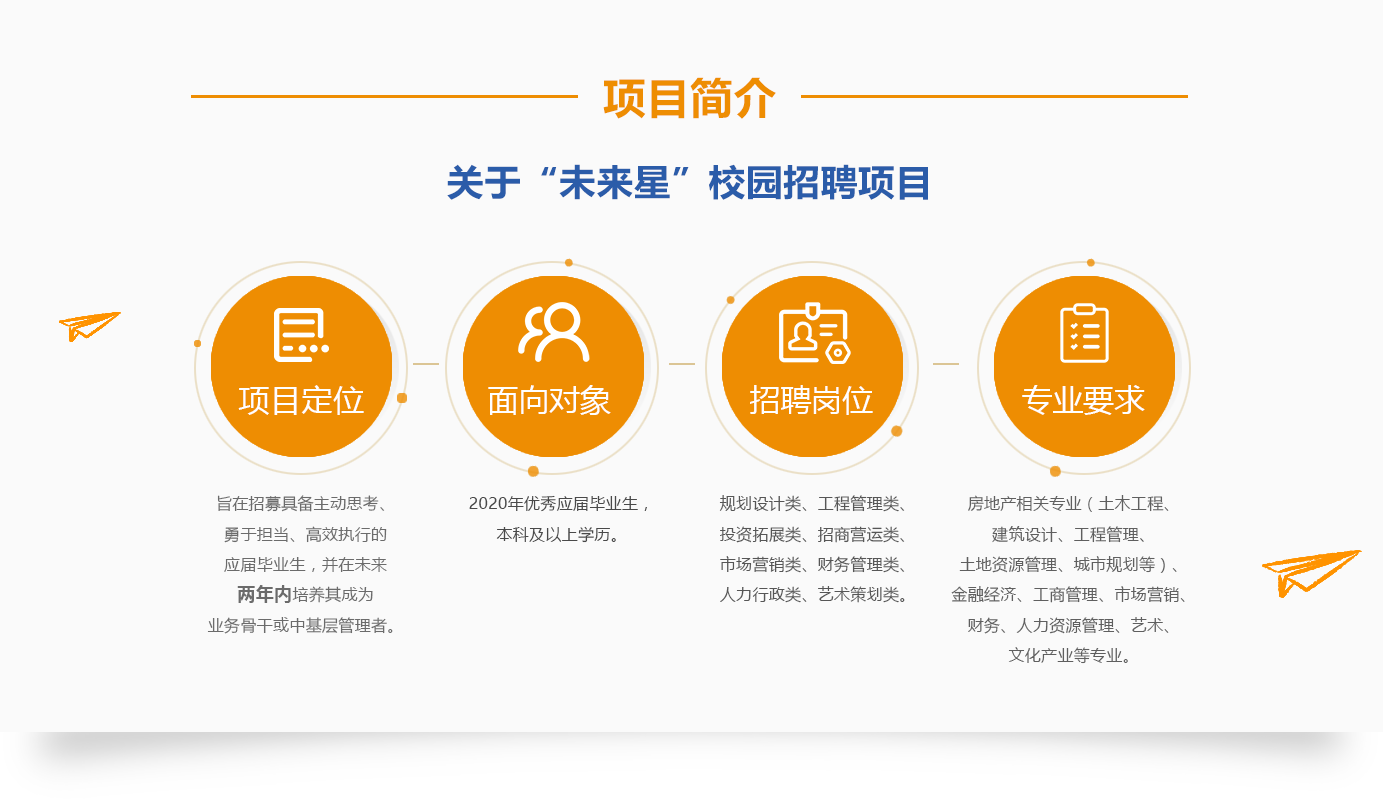 项目简介
关于“未来星”校园招聘项目
项目定位
旨在招募具备主动思考、
勇于担当、高效执行的
应届毕业生，并在未来
两年内培养其成为
业务骨干或中基层管理者。
面向对象
2020年优秀应届毕业生，
本科及以上学历。
招聘岗位
规划设计类、工程管理类、
投资拓展类、招商营运类、
市场营销类、财务管理类、
人力行政类、艺术策划类。
专业要求
房地产相关专业（土木工程、
建筑设计、工程管理、
土地资源管理、城市规划等）、
金融经济、工商管理、市场营销、
财务、人力资源管理、艺术、
文化产业等专业。